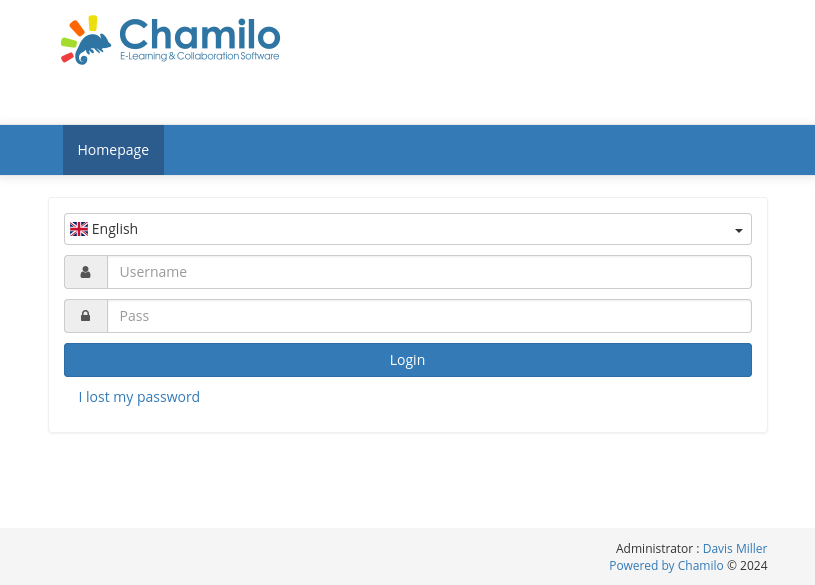 Chamilo
E-Learning & Collaboration Software
Homepage
English
Username
Pass
Login
I lost my password
Administrator : Davis Miller
Powered by Chamilo © 2024